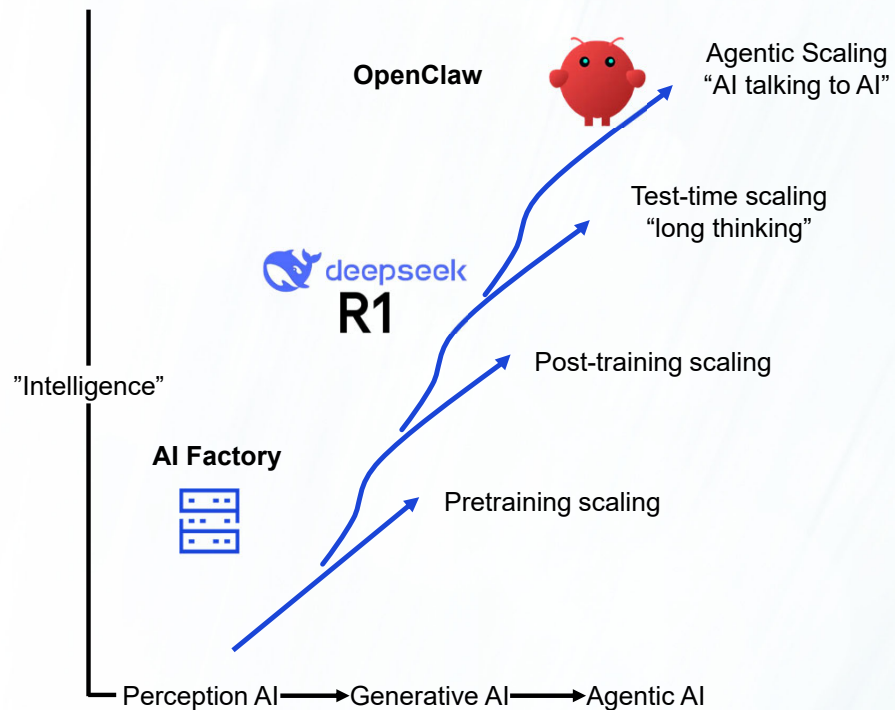 OpenClaw
Agentic Scaling
“AI talking to AI”
Test-time scaling
“long thinking”
deepseek
R1
Post-training scaling
”Intelligence”
AI Factory
Pretraining scaling
Perception AI
Generative AI
Agentic AI